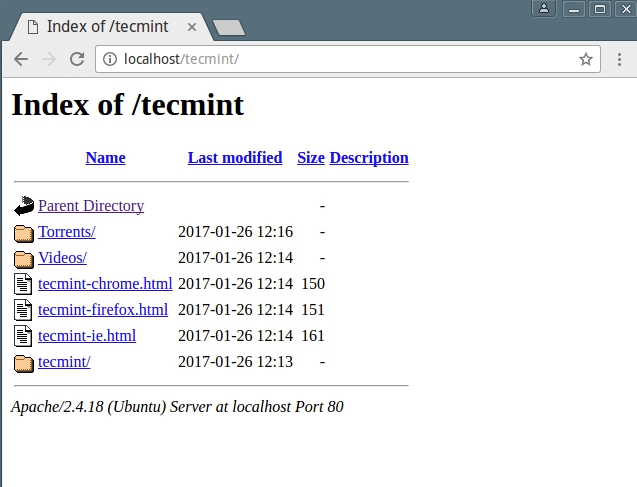 Index of /tecmint
localhost/tecmint/
Index of /tecmint
Name Last modified Size Description
Parent Directory -
Torrents/ 2017-01-26 12:16 -
Videos/ 2017-01-26 12:14 -
tecmint-chrome.html 2017-01-26 12:14 150
tecmint-firefox.html 2017-01-26 12:14 151
tecmint-ie.html 2017-01-26 12:14 161
tecmint/ 2017-01-26 12:13 -
Apache/2.4.18 (Ubuntu) Server at localhost Port 80